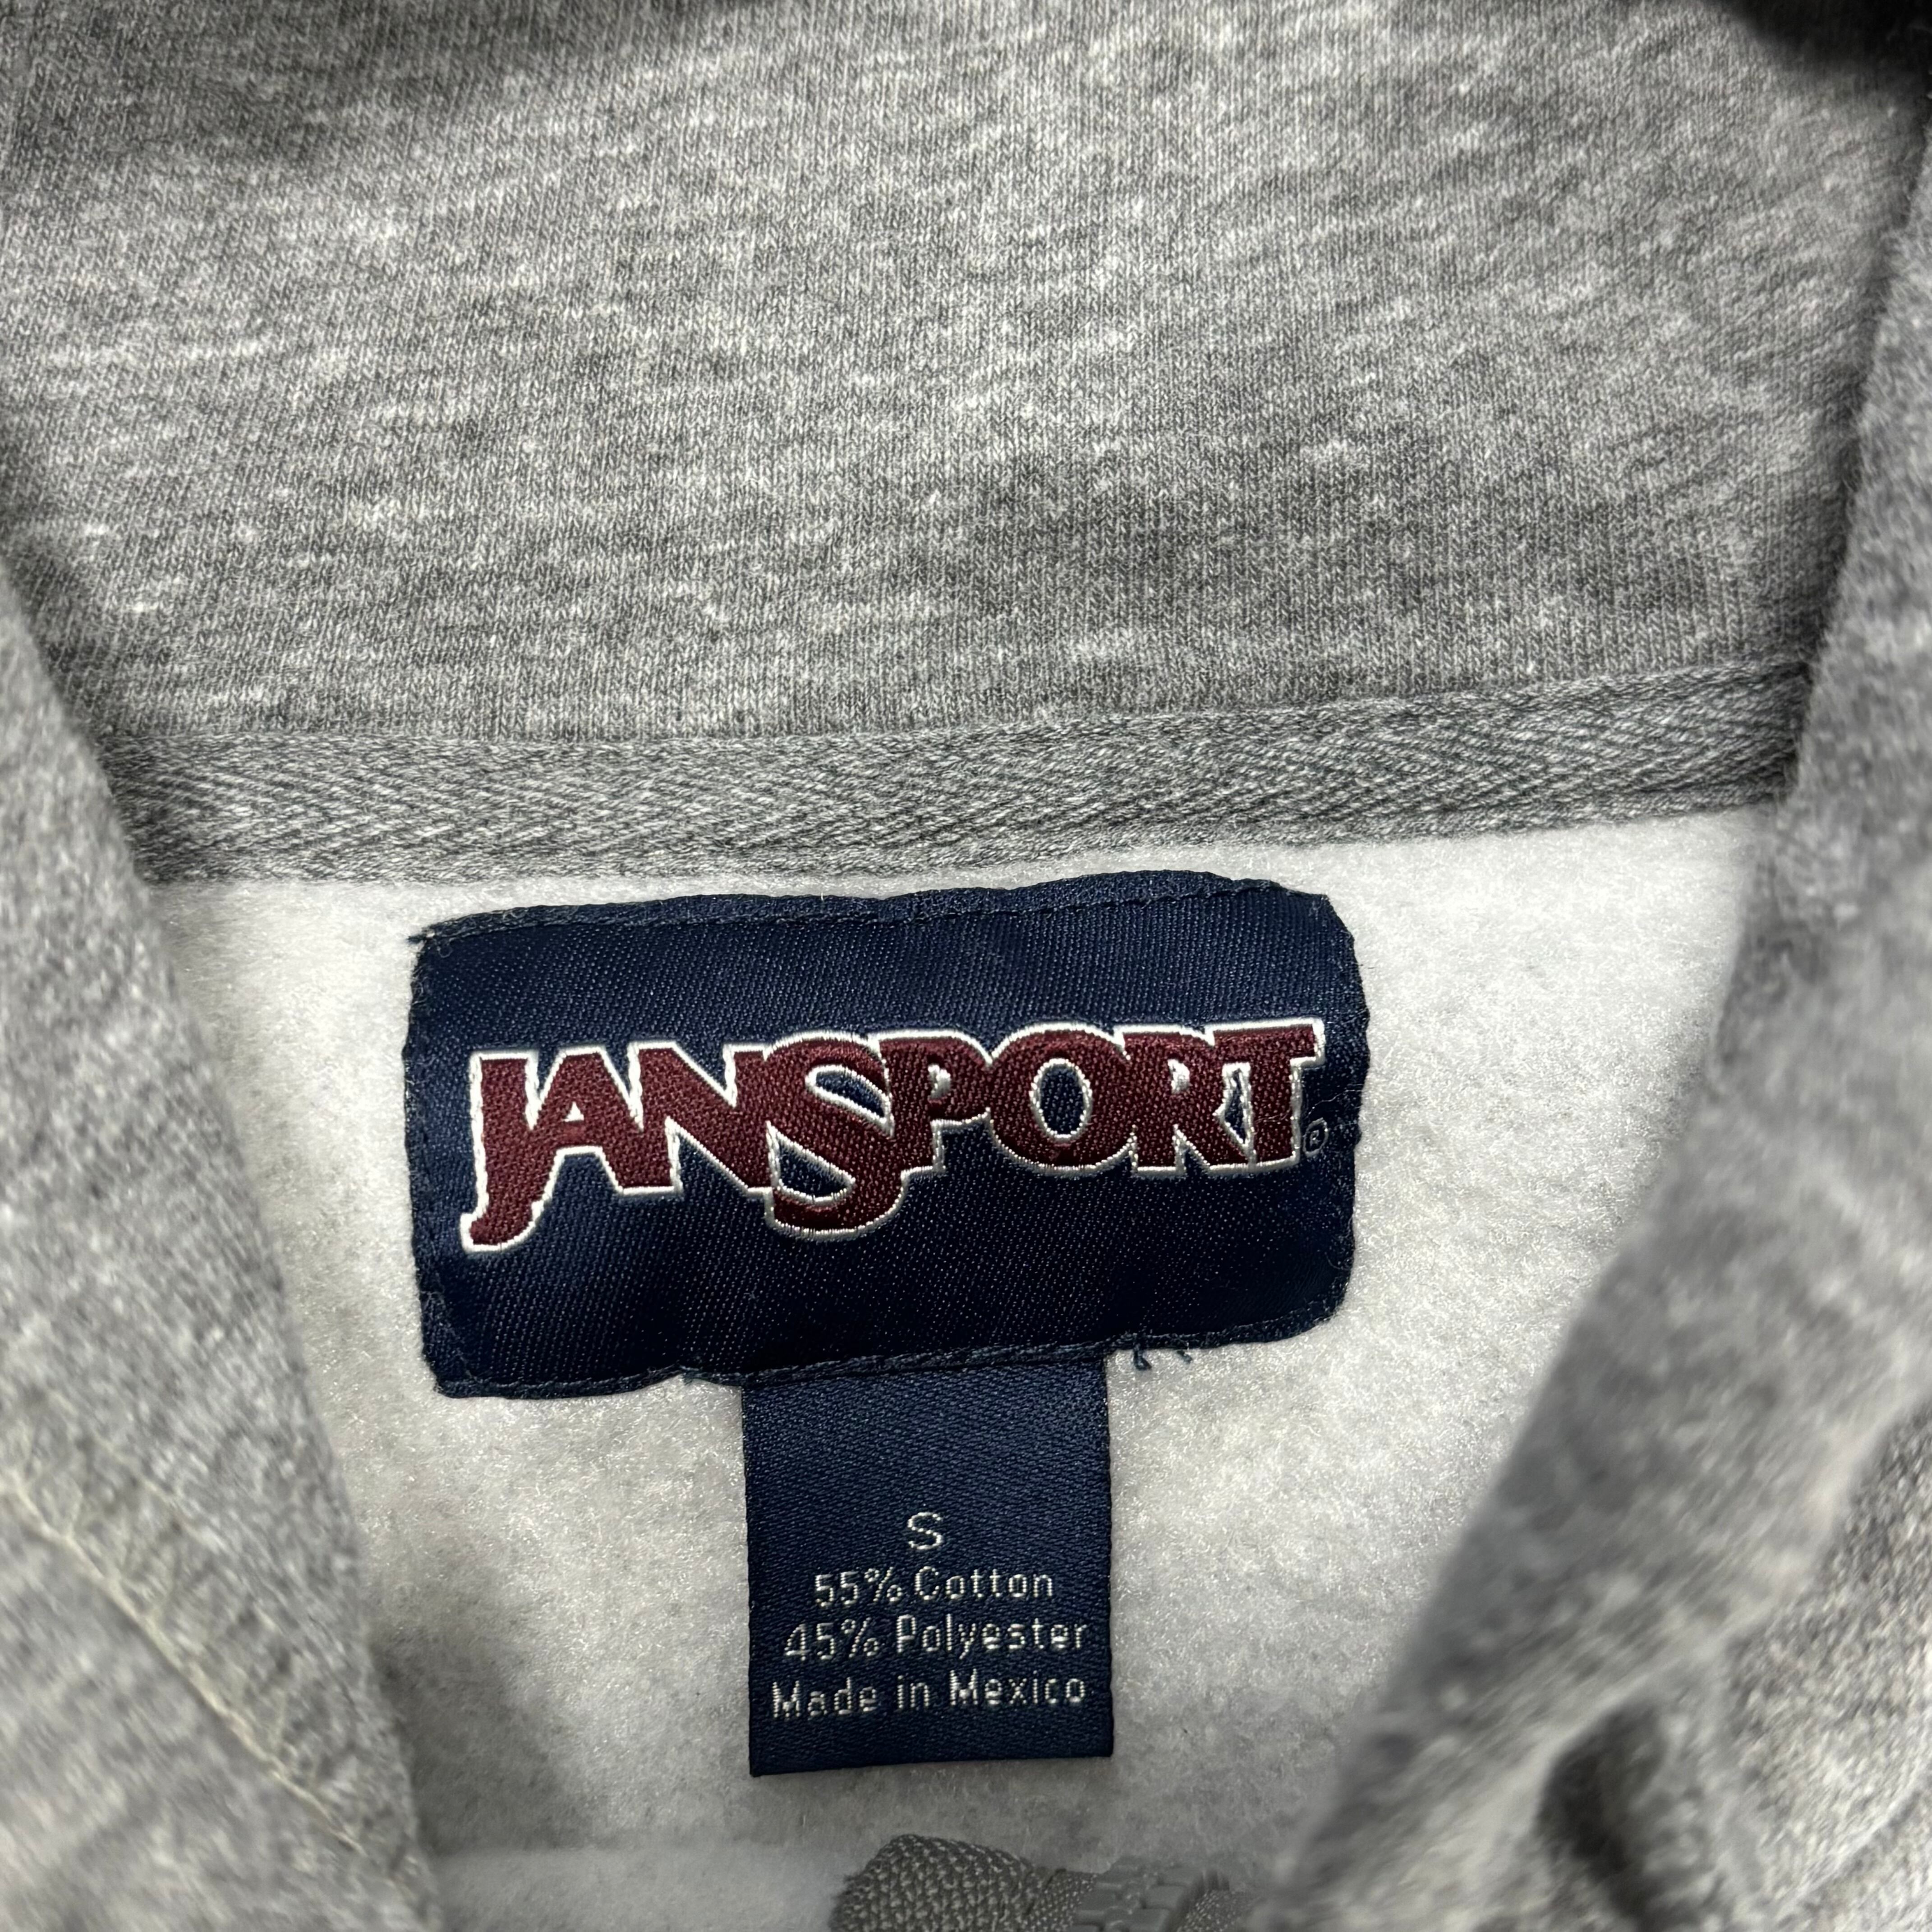 JANSPORT®
S
55% Cotton
45% Polyester
Made in Mexico